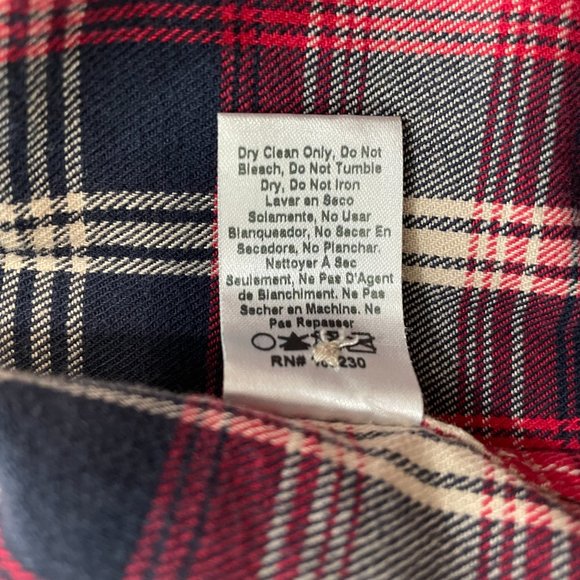 Dry Clean Only, Do Not
Bleach, Do Not Tumble
Dry, Do Not Iron
Lavar en Seco
Solamente, No Usar
Blanqueador, No Secar En
Secadora, No Planchar.
Nettoyer À Sec
Seulement, Ne Pas D'Agent
de Blanchiment. Ne Pas
Secher en Machine. Ne
Pas Repasser
RN#